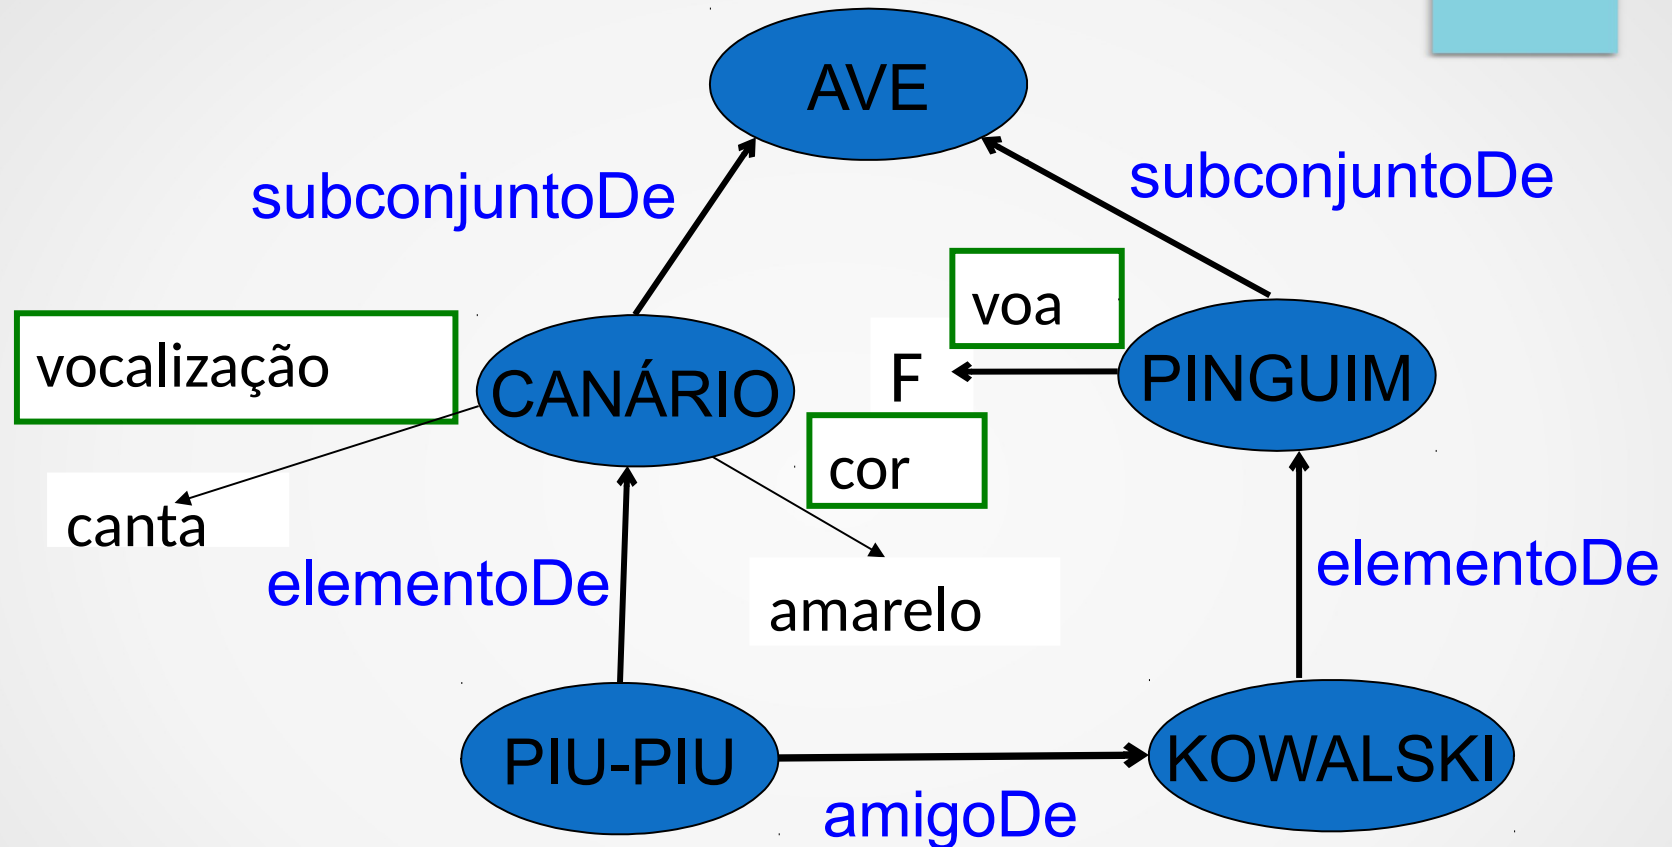 AVE
subconjuntoDe
subconjuntoDe
voa
vocalização
F
CANÁRIO
PINGUIM
cor
canta
elementoDe
amarelo
elementoDe
PIU-PIU
KOWALSKI
amigoDe